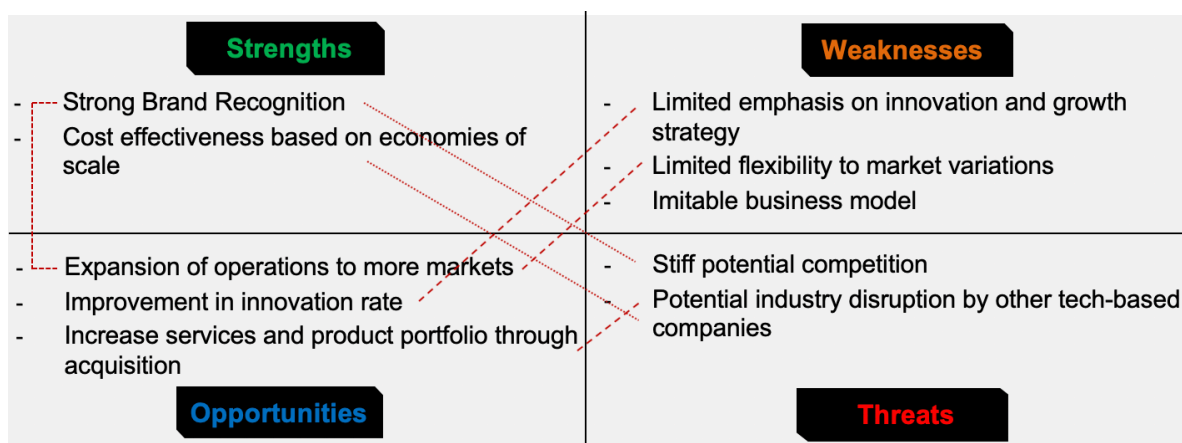 Strengths
- Strong Brand Recognition
- Cost effectiveness based on economies of
scale
Weaknesses
- Limited emphasis on innovation and growth
strategy
- Limited flexibility to market variations
- Imitable business model
- Expansion of operations to more markets
- Improvement in innovation rate
- Increase services and product portfolio through
acquisition
Opportunities
- Stiff potential competition
- Potential industry disruption by other tech-based
companies
Threats